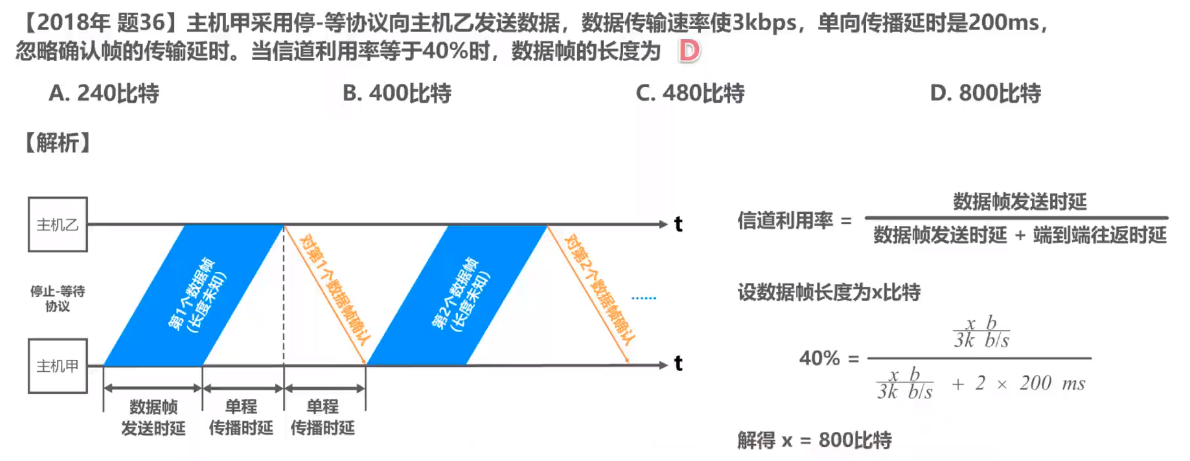 【2018年 题36】主机甲采用停-等协议向主机乙发送数据，数据传输速率使3kbps，单向传播延时是200ms，
忽略确认帧的传输延时。当信道利用率等于40%时，数据帧的长度为 D
A. 240比特 B. 400比特 C. 480比特 D. 800比特
【解析】
主机乙
t
停止-等待
协议
第1个数据帧
(长度未知)
对第1个数据帧确认
第2个数据帧
(长度未知)
对第2个数据帧确认
......
主机甲
t
数据帧
发送时延
单程
传播时延
单程
传播时延
信道利用率 =
数据帧发送时延
数据帧发送时延 + 端到端往返时延
设数据帧长度为x比特
40% =
x b
3k b/s
x b
3k b/s
+ 2 × 200 ms
解得 x = 800比特